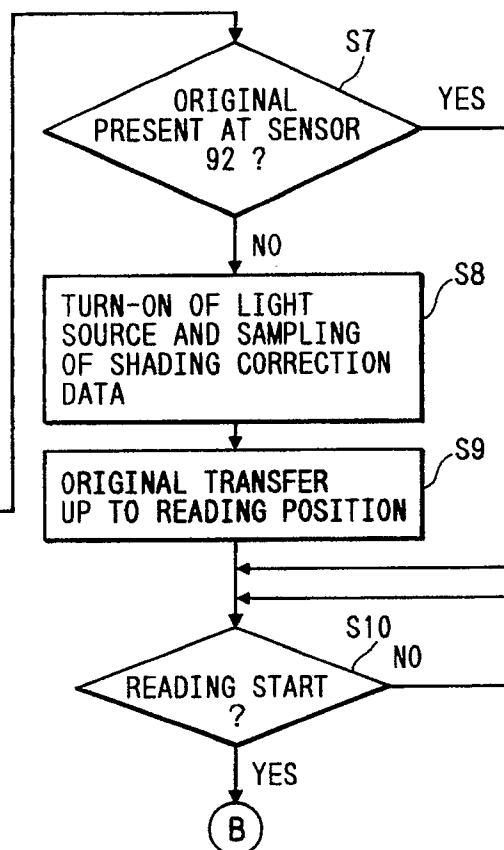 S7
ORIGINAL
PRESENT AT SENSOR
92 ?
YES
NO
S8
TURN-ON OF LIGHT
SOURCE AND SAMPLING
OF SHADING CORRECTION
DATA
S9
ORIGINAL TRANSFER
UP TO READING POSITION
S10
NO
READING START
?
YES
B